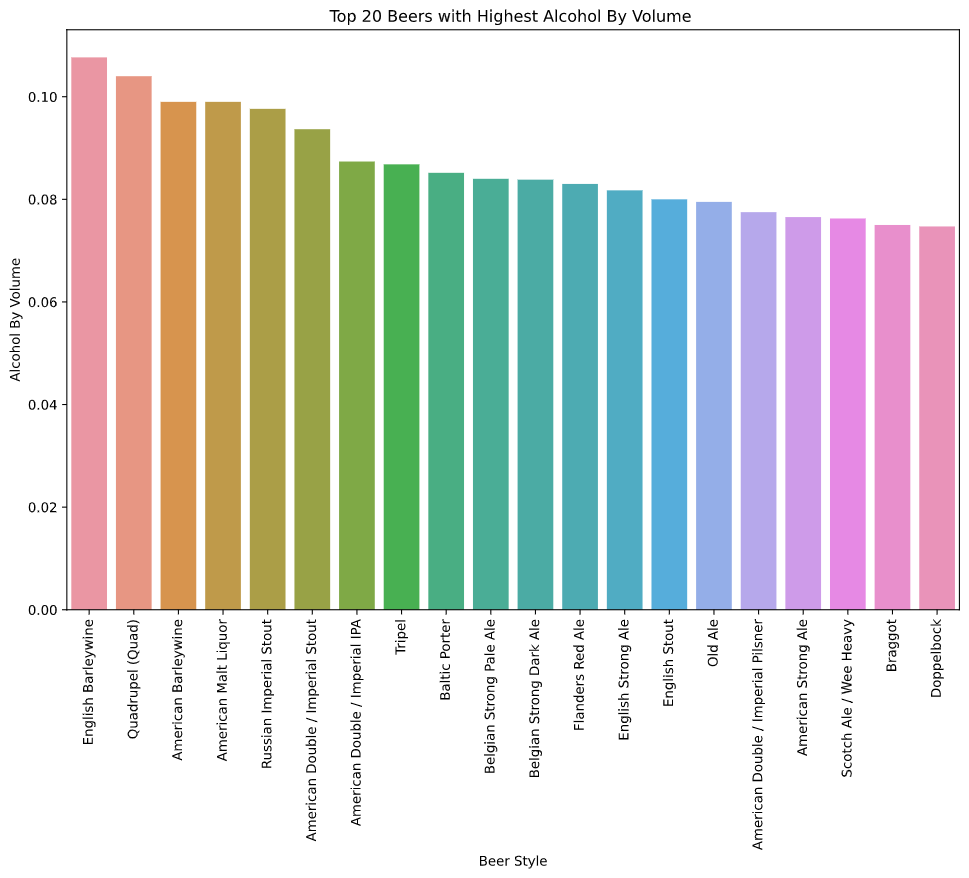 Top 20 Beers with Highest Alcohol By Volume
Alcohol By Volume
0.10
0.08
0.06
0.04
0.02
0.00
English Barleywine
Quadrupel (Quad)
American Barleywine
American Malt Liquor
Russian Imperial Stout
American Double / Imperial Stout
American Double / Imperial IPA
Tripel
Baltic Porter
Belgian Strong Pale Ale
Belgian Strong Dark Ale
Flanders Red Ale
English Strong Ale
English Stout
Old Ale
American Double / Imperial Pilsner
American Strong Ale
Scotch Ale / Wee Heavy
Braggot
Doppelbock
Beer Style